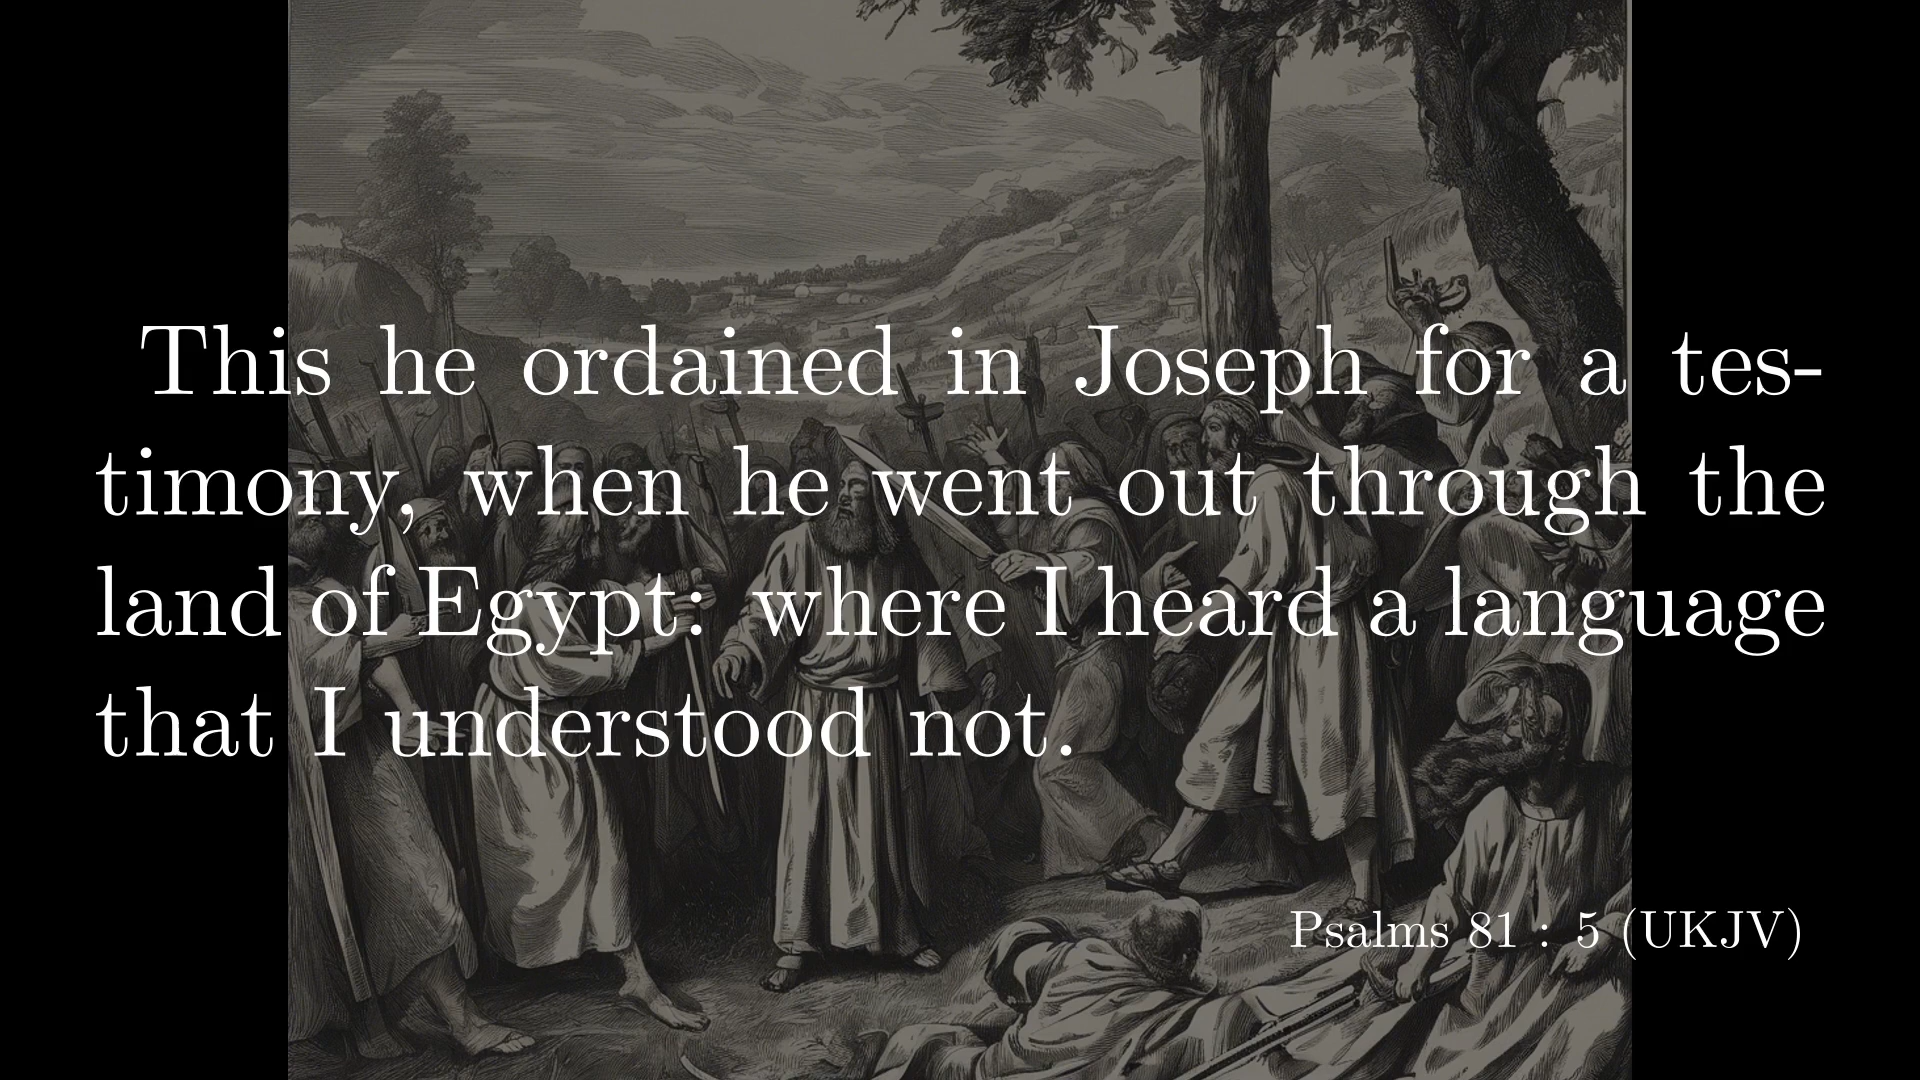 This he ordained in Joseph for a tes-
timony, when he went out through the
land of Egypt: where I heard a language
that I understood not.
Psalms 81 : 5 (UKJV)